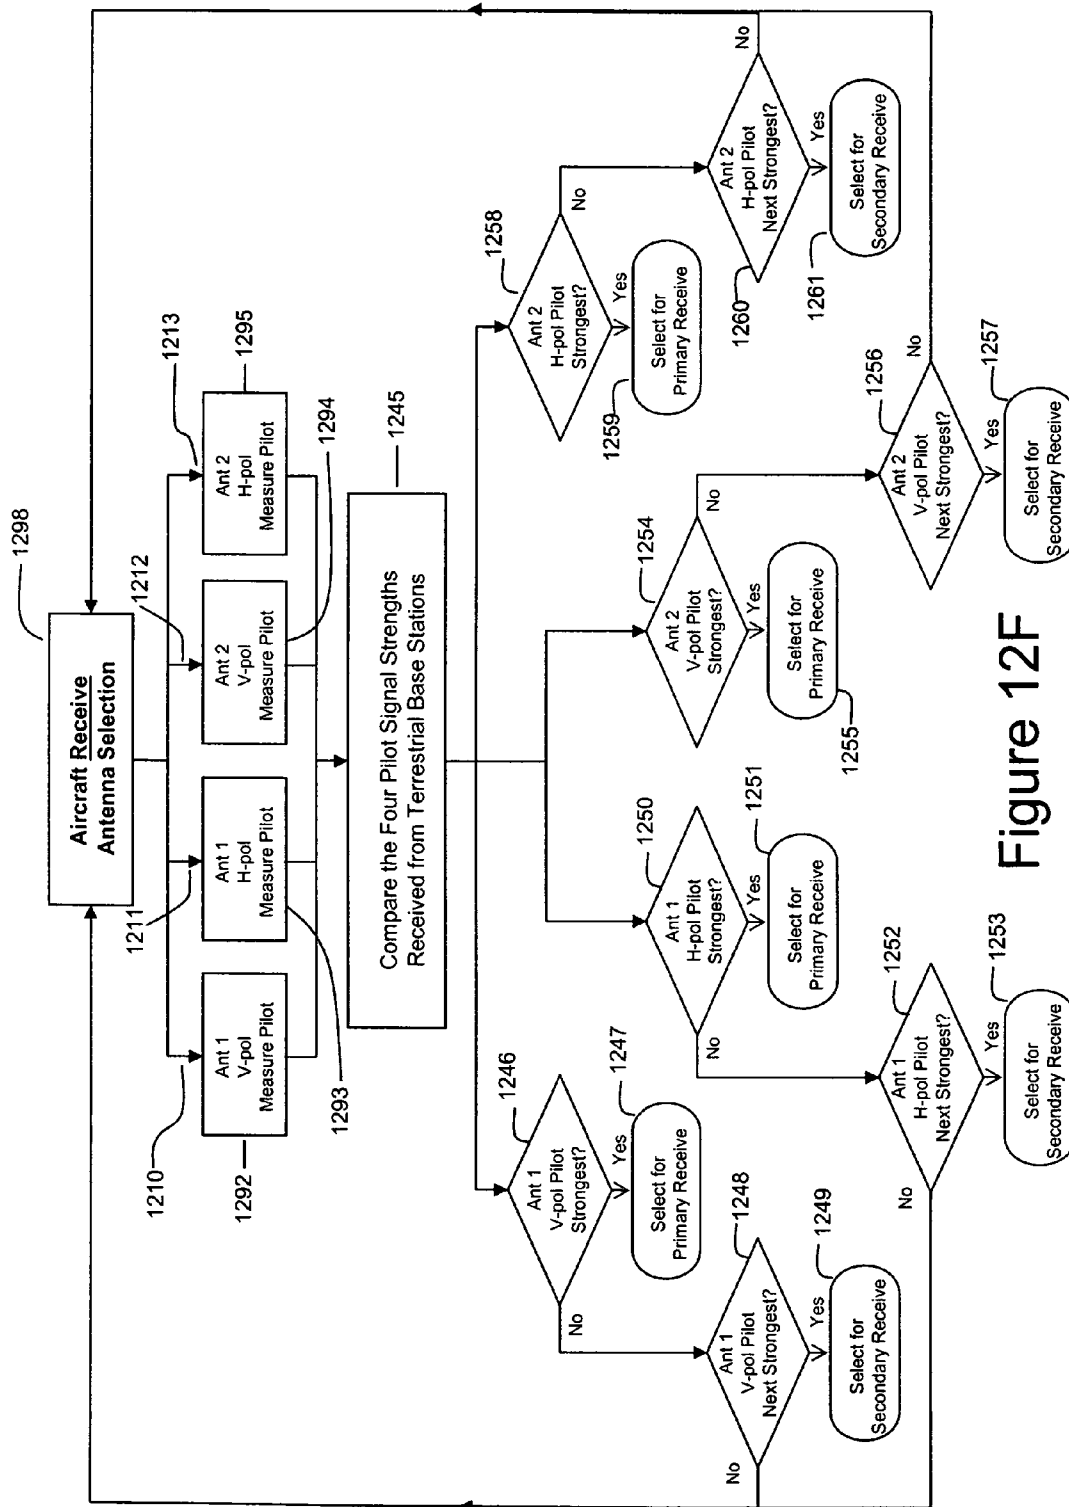 1298
Aircraft Receive
Antenna Selection
1210
1211
1212
1213
Ant 1
V-pol
Measure Pilot
1292
Ant 1
H-pol
Measure Pilot
1293
Ant 2
V-pol
Measure Pilot
1294
Ant 2
H-pol
Measure Pilot
1295
Compare the Four Pilot Signal Strengths
Received from Terrestrial Base Stations
1245
Ant 1
V-pol Pilot
Strongest?
1246
Yes
No
Select for
Primary Receive
1247
Ant 1
V-pol Pilot
Next Strongest?
1248
Yes
No
Select for
Secondary Receive
1249
Ant 1
H-pol Pilot
Strongest?
1250
Yes
No
Select for
Primary Receive
1251
Ant 1
H-pol Pilot
Next Strongest?
1252
Yes
No
Select for
Secondary Receive
1253
Ant 2
V-pol Pilot
Strongest?
1254
Yes
No
Select for
Primary Receive
1255
Ant 2
V-pol Pilot
Next Strongest?
1256
Yes
No
Select for
Secondary Receive
1257
Ant 2
H-pol Pilot
Strongest?
1258
Yes
No
Select for
Primary Receive
1259
Ant 2
H-pol Pilot
Next Strongest?
1260
Yes
No
Select for
Secondary Receive
1261
Figure 12F